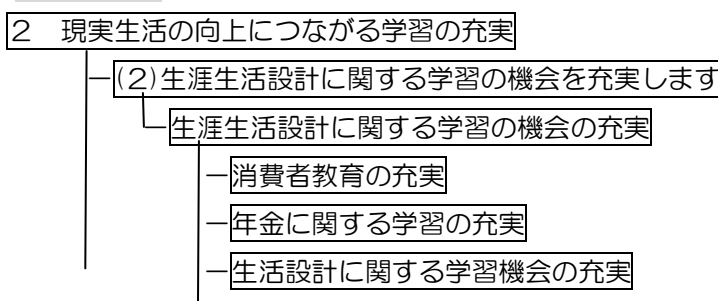 ２　現実生活の向上につながる学習の充実
(２)生涯生活設計に関する学習の機会を充実します
生涯生活設計に関する学習の機会の充実
消費者教育の充実
年金に関する学習の充実
生活設計に関する学習機会の充実